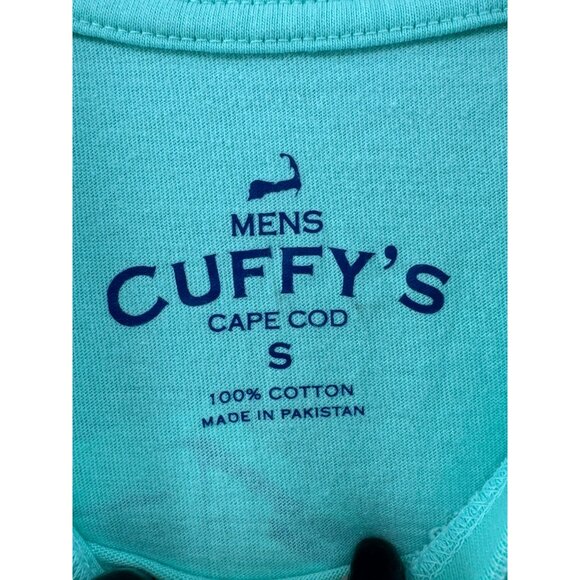 MENS
CUFFY'S
CAPE COD
S
100% COTTON
MADE IN PAKISTAN